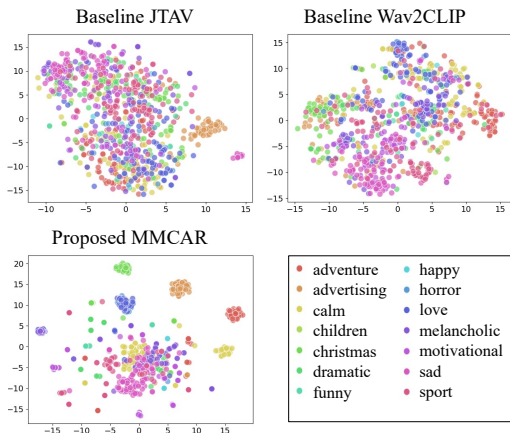 Baseline JTAV
Baseline Wav2CLIP
15
10
5
0
−5
−10
−15
−10
−5
0
5
10
15
15
10
5
0
−5
−10
−15
−15
−10
−5
0
5
10
15
Proposed MMCAR
20
15
10
5
0
−5
−10
−15
−15
−10
−5
0
5
10
15
adventure
advertising
calm
children
christmas
dramatic
funny
happy
horror
love
melancholic
motivational
sad
sport